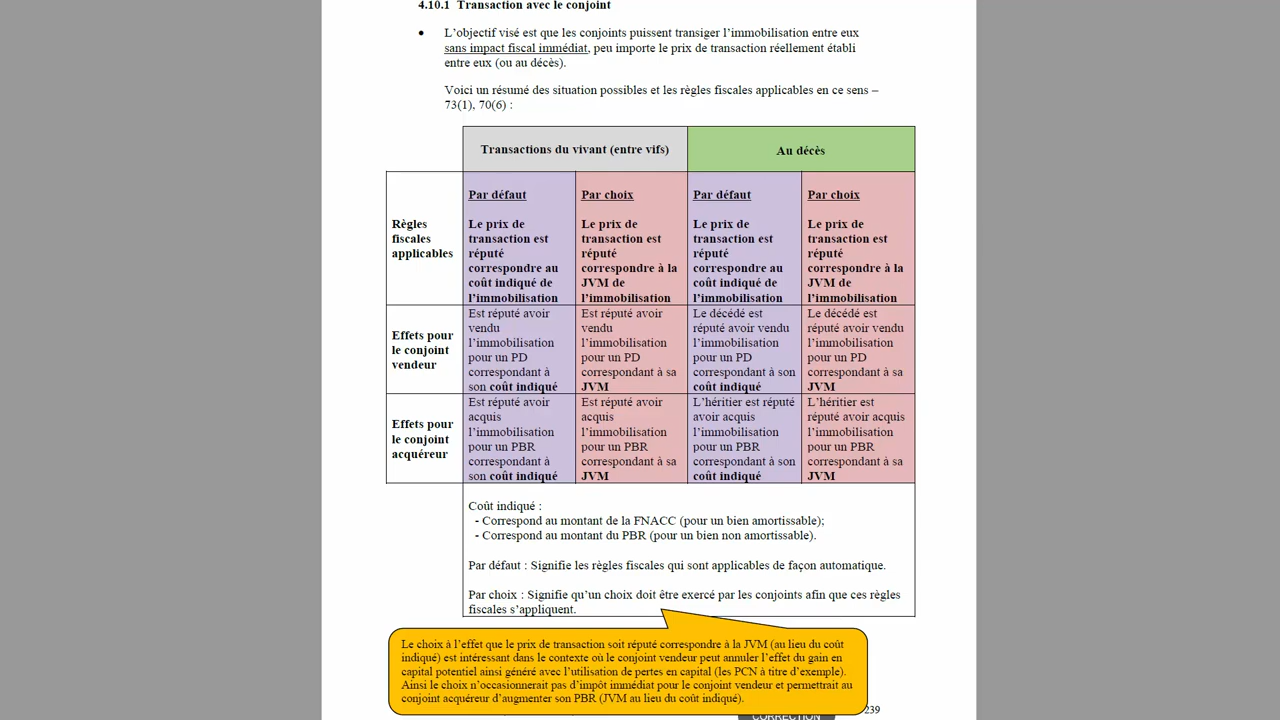 4.10.1 Transaction avec le conjoint
• L’objectif visé est que les conjoints puissent transiger l’immobilisation entre eux
sans impact fiscal immédiat, peu importe le prix de transaction réellement établi
entre eux (ou au décès).
Voici un résumé des situation possibles et les règles fiscales applicables en ce sens –
73(1), 70(6) :
Transactions du vivant (entre vifs)
Au décès
Règles
fiscales
applicables
Par défaut
Le prix de
transaction est
réputé
correspondre au
coût indiqué de
l’immobilisation
Par choix
Le prix de
transaction est
réputé
correspondre à la
JVM de
l’immobilisation
Par défaut
Le prix de
transaction est
réputé
correspondre au
coût indiqué de
l’immobilisation
Par choix
Le prix de
transaction est
réputé
correspondre à la
JVM de
l’immobilisation
Effets pour
le conjoint
vendeur
Est réputé avoir
vendu
l’immobilisation
pour un PD
correspondant à
son coût indiqué
Est réputé avoir
vendu
l’immobilisation
pour un PD
correspondant à sa
JVM
Le décédé est
réputé avoir vendu
l’immobilisation
pour un PD
correspondant à son
coût indiqué
Le décédé est
réputé avoir vendu
l’immobilisation
pour un PD
correspondant à sa
JVM
Effets pour
le conjoint
acquéreur
Est réputé avoir
acquis
l’immobilisation
pour un PBR
correspondant à
son coût indiqué
Est réputé avoir
acquis
l’immobilisation
pour un PBR
correspondant à sa
JVM
L’héritier est réputé
avoir acquis
l’immobilisation
pour un PBR
correspondant à son
coût indiqué
L’héritier est
réputé avoir acquis
l’immobilisation
pour un PBR
correspondant à sa
JVM
Coût indiqué :
- Correspond au montant de la FNACC (pour un bien amortissable);
- Correspond au montant du PBR (pour un bien non amortissable).
Par défaut : Signifie les règles fiscales qui sont applicables de façon automatique.
Par choix : Signifie qu’un choix doit être exercé par les conjoints afin que ces règles
fiscales s’appliquent.
Le choix à l’effet que le prix de transaction soit réputé correspondre à la JVM (au lieu du coût
indiqué) est intéressant dans le contexte où le conjoint vendeur peut annuler l’effet du gain en
capital potentiel ainsi généré avec l’utilisation de pertes en capital (les PCN à titre d’exemple).
Ainsi le choix n’occasionnerait pas d’impôt immédiat pour le conjoint vendeur et permettrait au
conjoint acquéreur d’augmenter son PBR (JVM au lieu du coût indiqué).
CORRECTION
239